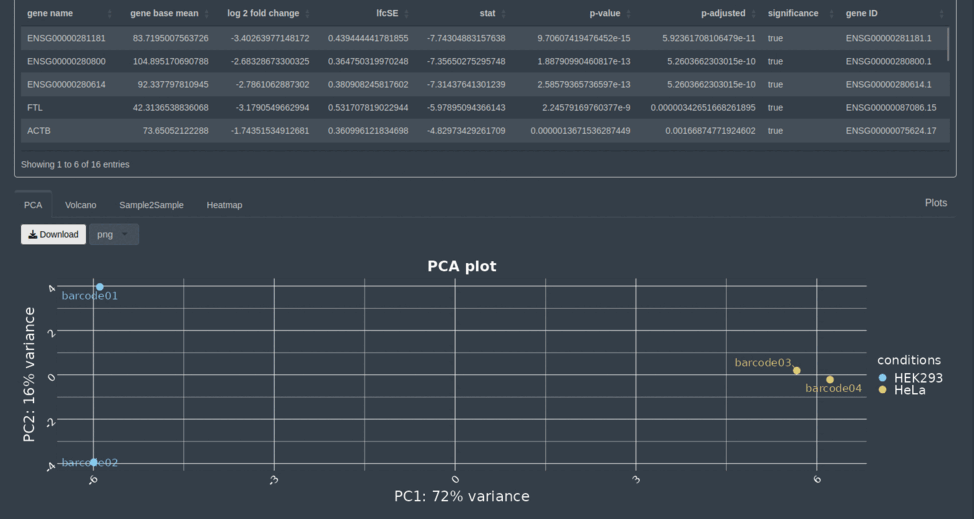 gene name gene base mean log 2 fold change lfcSE stat p-value p-adjusted significance gene ID
ENSG00000281181 83.7195007563726 -3.40263977148172 0.439444441781855 -7.74304883157638 9.70607419476452e-15 5.92361708106479e-11 true ENSG00000281181.1
ENSG00000280800 104.895170690788 -2.68328673300325 0.364750319970248 -7.35650275295748 1.88790990460817e-13 5.2603662303015e-10 true ENSG00000280800.1
ENSG00000280614 92.337797810945 -2.7861062887302 0.380908245817602 -7.31437641301239 2.58579365736597e-13 5.2603662303015e-10 true ENSG00000280614.1
FTL 42.3136538836068 -3.1790549662994 0.531707819022944 -5.97895094366143 2.24579169760377e-9 0.00000342651668261895 true ENSG00000087086.15
ACTB 73.65052122288 -1.74351534912681 0.360996121834698 -4.82973429261709 0.0000013671536287449 0.00166874771924602 true ENSG00000075624.17
Showing 1 to 6 of 16 entries
PCA Volcano Sample2Sample Heatmap Plots
Download png
PCA plot
4
2
0
-2
-4
PC2: 16% variance
barcode01
barcode02
barcode03
barcode04
conditions
HEK293
HeLa
-6 -3 0 3 6
PC1: 72% variance